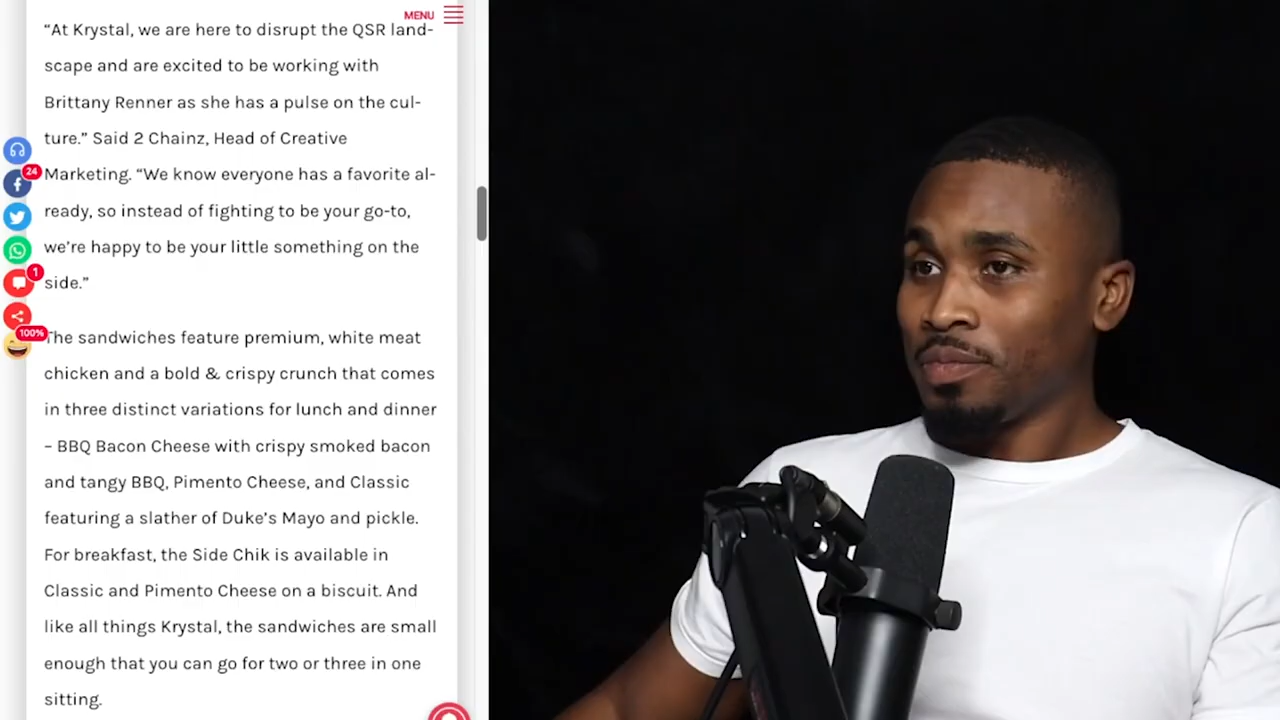 MENU
“At Krystal, we are here to disrupt the QSR land-
scape and are excited to be working with
Brittany Renner as she has a pulse on the cul-
ture.” Said 2 Chainz, Head of Creative
Marketing. “We know everyone has a favorite al-
ready, so instead of fighting to be your go-to,
we’re happy to be your little something on the
side.”
24
1
100%
The sandwiches feature premium, white meat
chicken and a bold & crispy crunch that comes
in three distinct variations for lunch and dinner
– BBQ Bacon Cheese with crispy smoked bacon
and tangy BBQ, Pimento Cheese, and Classic
featuring a slather of Duke’s Mayo and pickle.
For breakfast, the Side Chik is available in
Classic and Pimento Cheese on a biscuit. And
like all things Krystal, the sandwiches are small
enough that you can go for two or three in one
sitting.